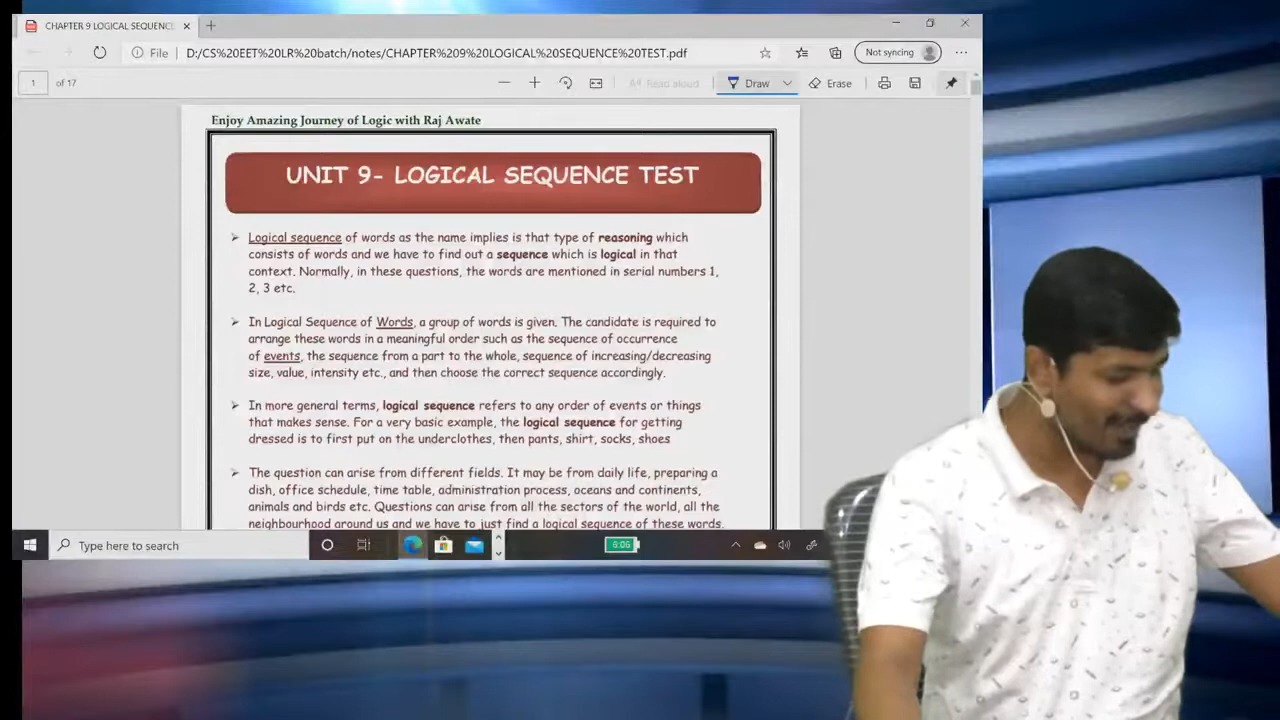 CHAPTER 9 LOGICAL SEQUENCE
File
D:/CS%20EET%20LR%20batch/notes/CHAPTER%209%20LOGICAL%20SEQUENCE%20TEST.pdf
Not syncing
1 of 17
Read aloud
Draw
Erase
Enjoy Amazing Journey of Logic with Raj Awate
UNIT 9- LOGICAL SEQUENCE TEST
Logical sequence of words as the name implies is that type of reasoning which
consists of words and we have to find out a sequence which is logical in that
context. Normally, in these questions, the words are mentioned in serial numbers 1,
2, 3 etc.
In Logical Sequence of Words, a group of words is given. The candidate is required to
arrange these words in a meaningful order such as the sequence of occurrence
of events, the sequence from a part to the whole, sequence of increasing/decreasing
size, value, intensity etc., and then choose the correct sequence accordingly.
In more general terms, logical sequence refers to any order of events or things
that makes sense. For a very basic example, the logical sequence for getting
dressed is to first put on the underclothes, then pants, shirt, socks, shoes
The question can arise from different fields. It may be from daily life, preparing a
dish, office schedule, time table, administration process, oceans and continents,
animals and birds etc. Questions can arise from all the sectors of the world, all the
neighbourhood around us and we have to just find a logical sequence of these words.
Type here to search
6:06